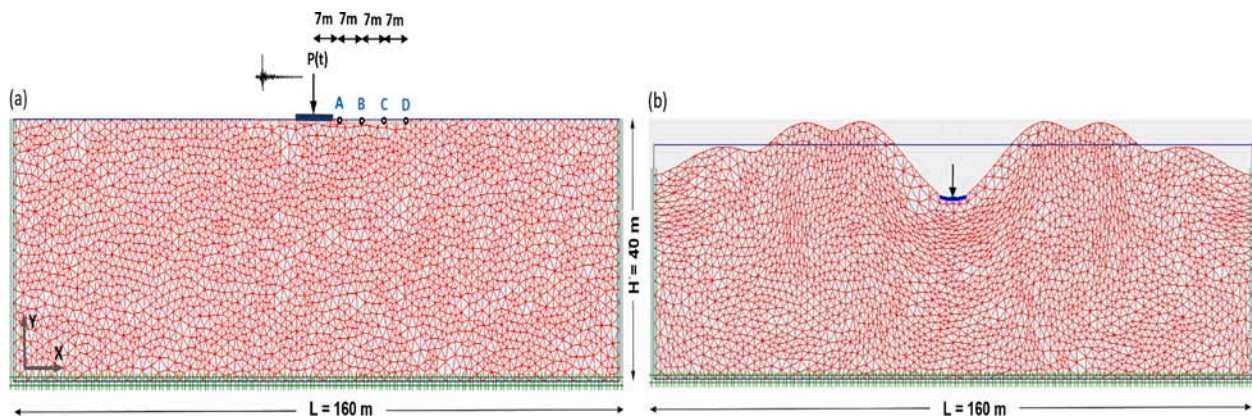 7m 7m 7m 7m
P(t)
(a)
A B C D
Y
X
H = 40 m
L = 160 m
(b)
L = 160 m